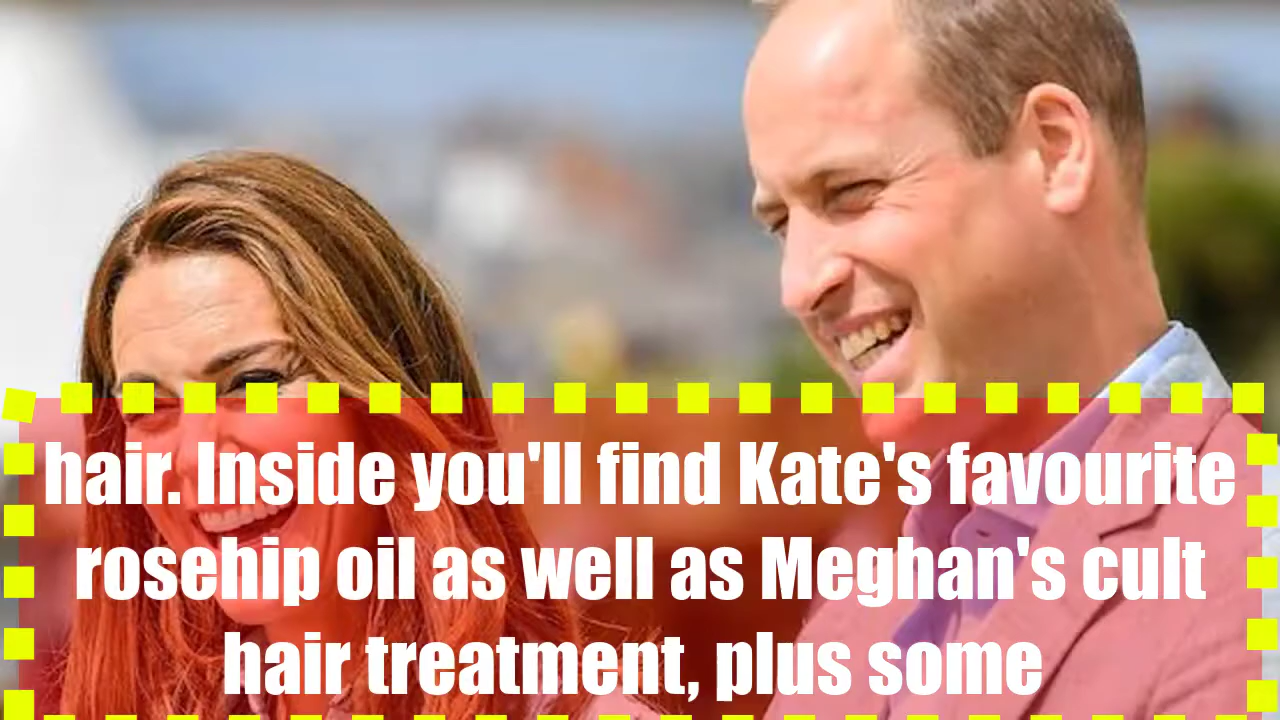 hair. Inside you'll find Kate's favourite
rosehip oil as well as Meghan's cult
hair treatment, plus some